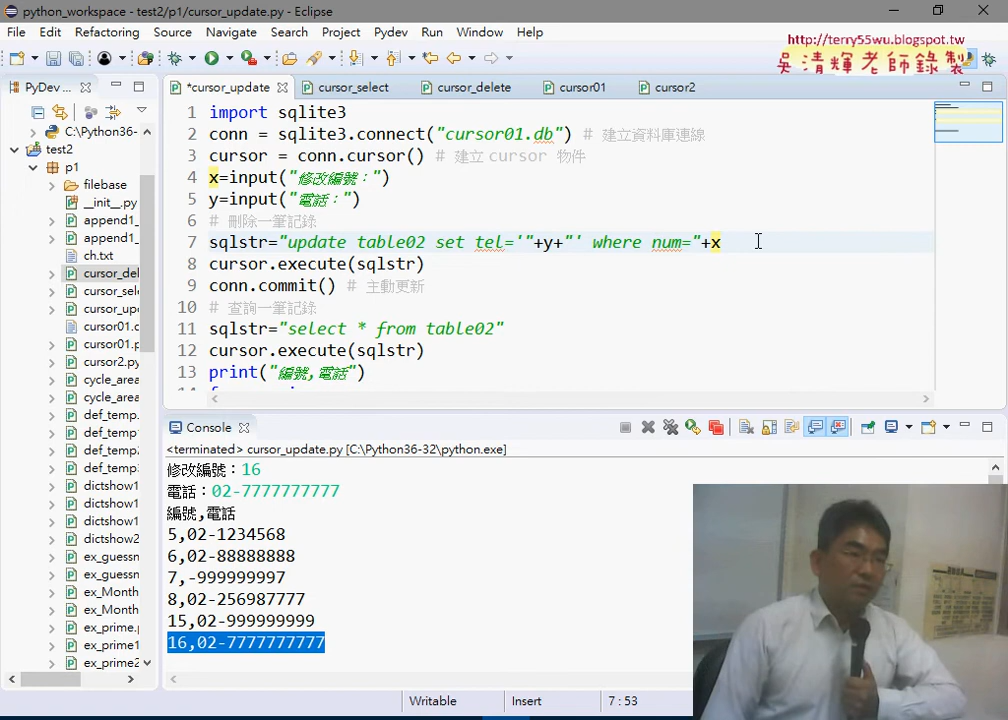 python_workspace - test2/p1/cursor_update.py - Eclipse
File Edit Refactoring Source Navigate Search Project Pydev Run Window Help
http://terry55wu.blogspot.tw
吳清輝老師錄製
PyDev ...
*cursor_update
cursor_select
cursor_delete
cursor01
cursor2
C:\Python36-
test2
p1
filebase
__init__.py
append1_
append1_
ch.txt
cursor_del
cursor_sel
cursor_up
cursor01.
cursor01.p
cursor2.py
cycle_area
cycle_area
def_temp.
def_temp
def_temp2
def_temp3
dictshow1
dictshow1
dictshow2
ex_guessn
ex_guessn
ex_Month
ex_Month
ex_prime.
ex_prime1
ex_prime2
1 import sqlite3
2 conn = sqlite3.connect("cursor01.db") # 建立資料庫連線
3 cursor = conn.cursor() # 建立 cursor 物件
4 x=input("修改編號：")
5 y=input("電話：")
6 # 刪除一筆記錄
7 sqlstr="update table02 set tel='"+y+"' where num="+x
8 cursor.execute(sqlstr)
9 conn.commit() # 主動更新
10 # 查詢一筆記錄
11 sqlstr="select * from table02"
12 cursor.execute(sqlstr)
13 print("編號,電話")
14
Console
<terminated> cursor_update.py [C:\Python36-32\python.exe]
修改編號：16
電話：02-7777777777
編號,電話
5,02-1234568
6,02-88888888
7,-999999997
8,02-256987777
15,02-999999999
16,02-7777777777
Writable Insert 7 : 53